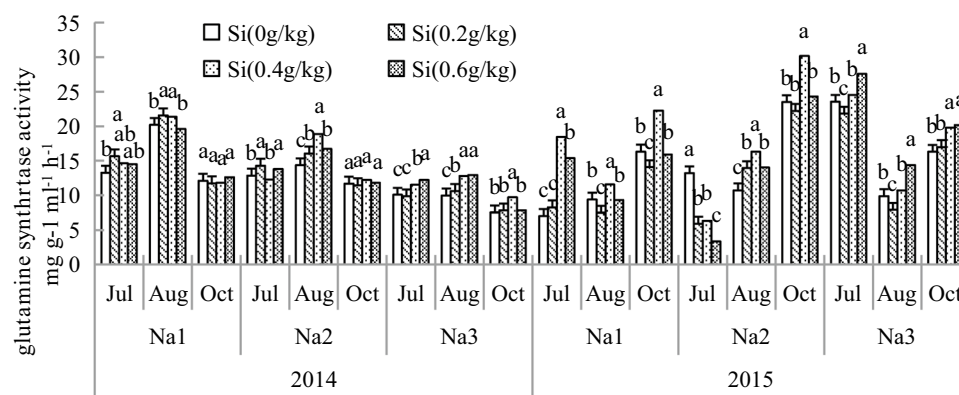 glutamine synthrtase activity
mg g-1 ml⁻¹ h⁻¹
35
30
25
20
15
10
5
0
Si(0g/kg) Si(0.2g/kg)
Si(0.4g/kg) Si(0.6g/kg)
b a ab ab
b a a b
a a a a
b a b a
c b a b
a a a a
c c b a
c b a a
b b a b
c c a b
b c a b
b c a b
a b b c
c b a b
b b a b
b c b a
b c b a
b b a a
Jul Aug Oct Jul Aug Oct Jul Aug Oct Jul Aug Oct Jul Aug Oct Jul Aug Oct
Na1 Na2 Na3 Na1 Na2 Na3
2014 2015